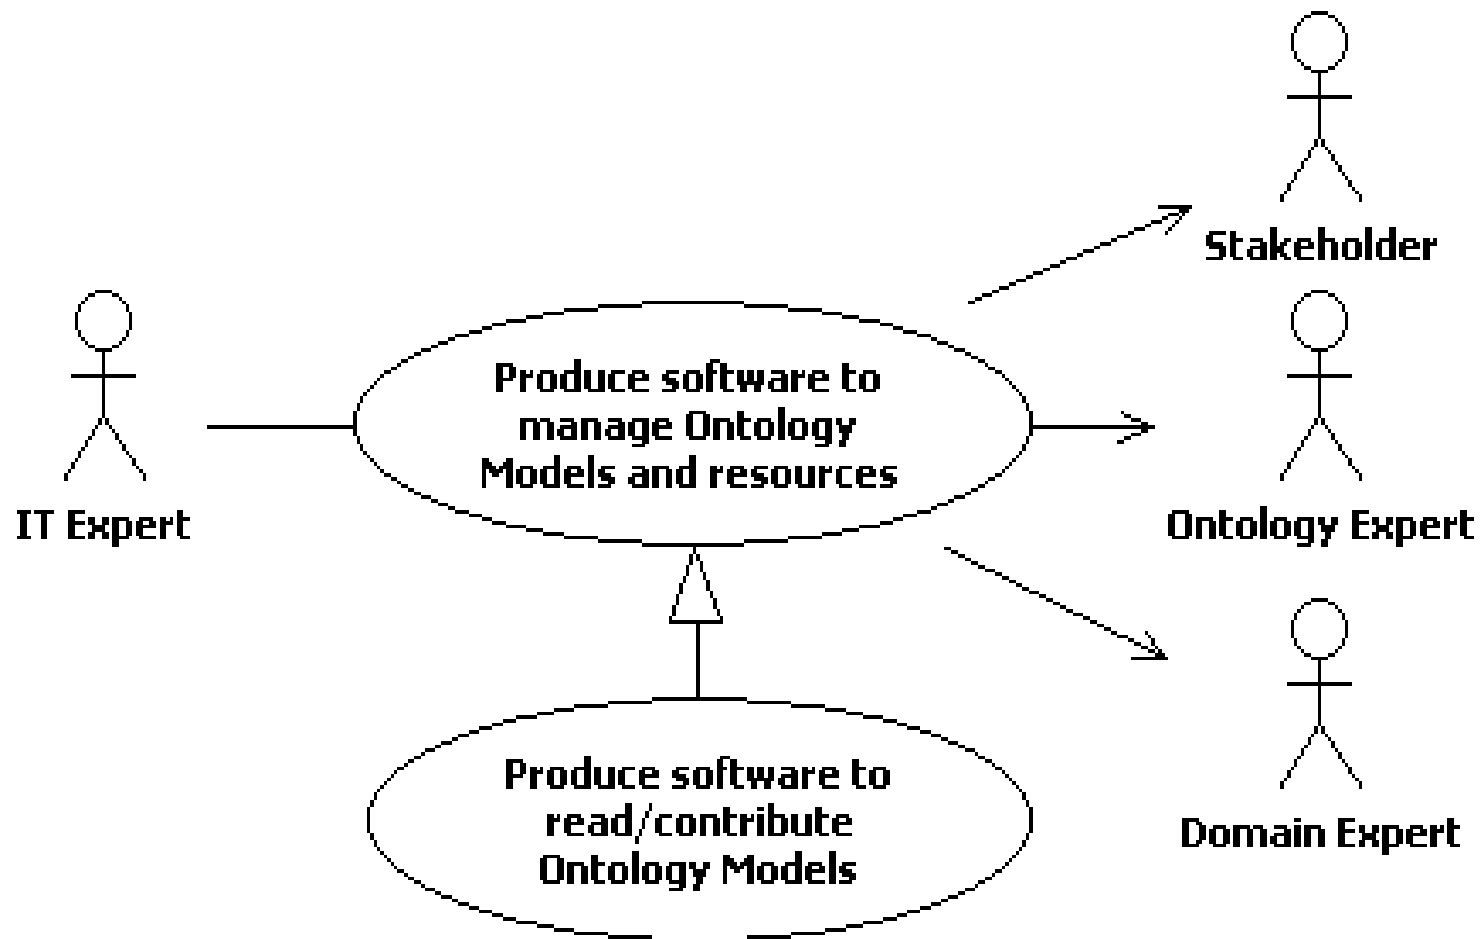 Stakeholder
IT Expert
Produce software to
manage Ontology
Models and resources
Ontology Expert
Produce software to
read/contribute
Ontology Models
Domain Expert